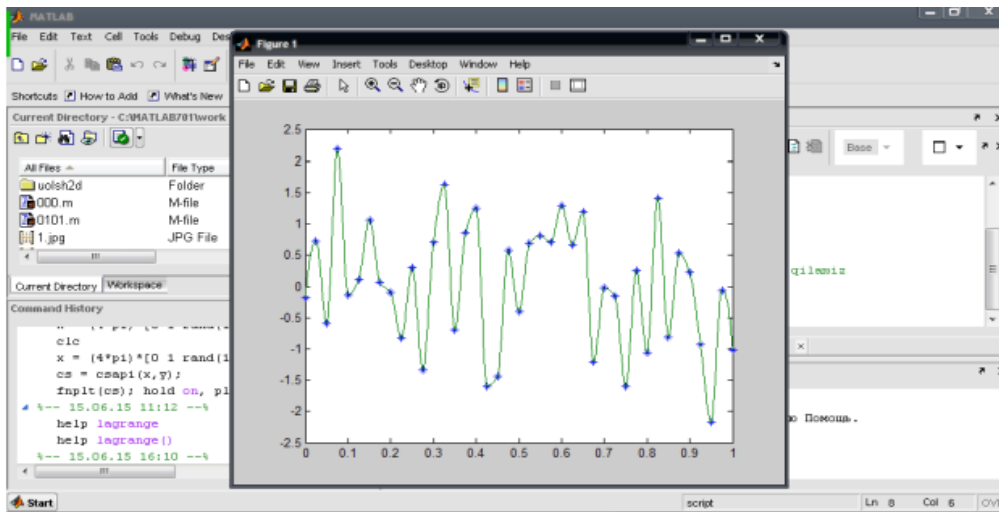 MATLAB
File Edit Text Cell Tools Debug Des
Shortcuts How to Add What's New
Current Directory - C:\MATLAB701\work
All Files File Type
uolsh2d Folder
000.m M-file
0101.m M-file
1.jpg JPG File
Current Directory Workspace
Command History
clc
x = (4*pi)*[0 1 rand(1
cs = csapi(x,y);
fnplt(cs); hold on, pl
%-- 15.06.15 11:12 --%
help lagrange
help lagrange()
%-- 15.06.15 16:10 --%
Start
Figure 1
File Edit View Insert Tools Desktop Window Help
2.5
2
1.5
1
0.5
0
-0.5
-1
-1.5
-2
-2.5
0 0.1 0.2 0.3 0.4 0.5 0.6 0.7 0.8 0.9 1
Base
qilamiz
Помощь.
script Ln 8 Col 6 OV